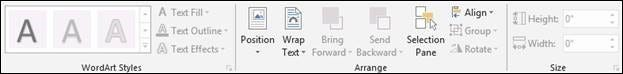 A A A
Text Fill
Text Outline
Text Effects
WordArt Styles
Position
Wrap
Text
Bring
Forward
Send
Backward
Selection
Pane
Align
Group
Rotate
Arrange
Height: 0"
Width: 0"
Size